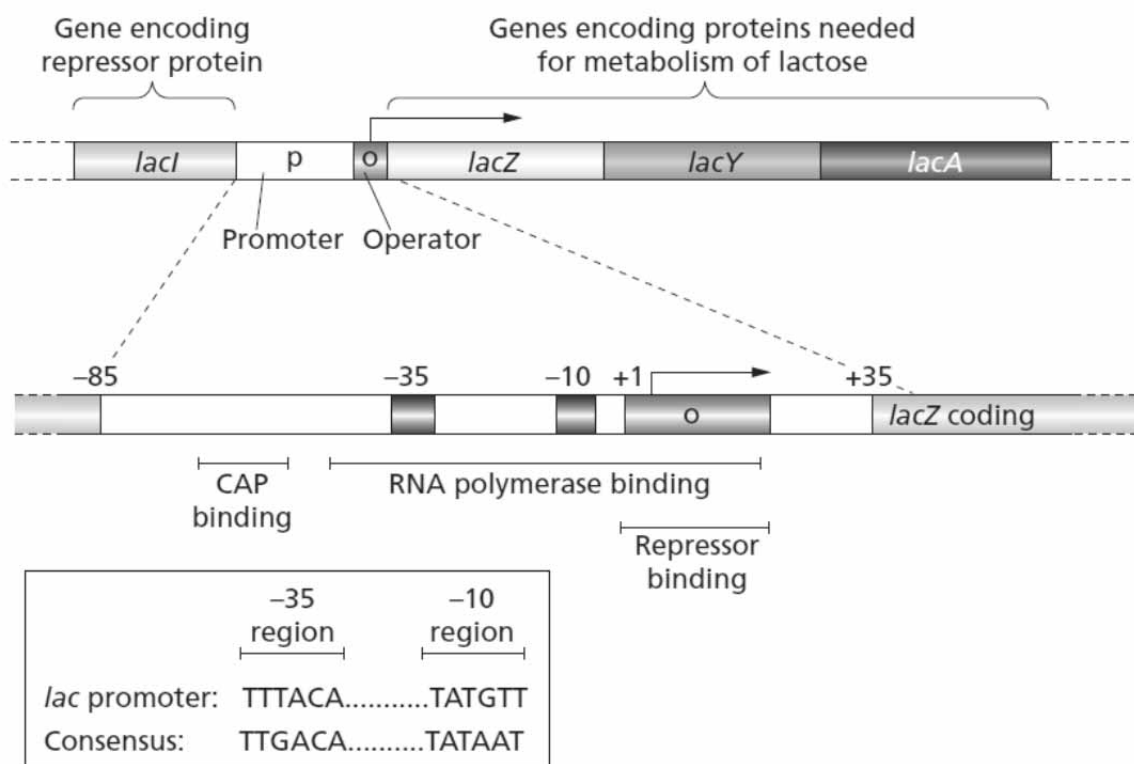 Gene encoding
repressor protein
Genes encoding proteins needed
for metabolism of lactose
lacI
p
o
lacZ
lacY
lacA
Promoter
Operator
–85
–35
–10
+1
+35
o
lacZ coding
CAP
binding
RNA polymerase binding
Repressor
binding
–35
region
–10
region
lac promoter: TTTACA...........TATGTT
Consensus: TTGACA..........TATAAT